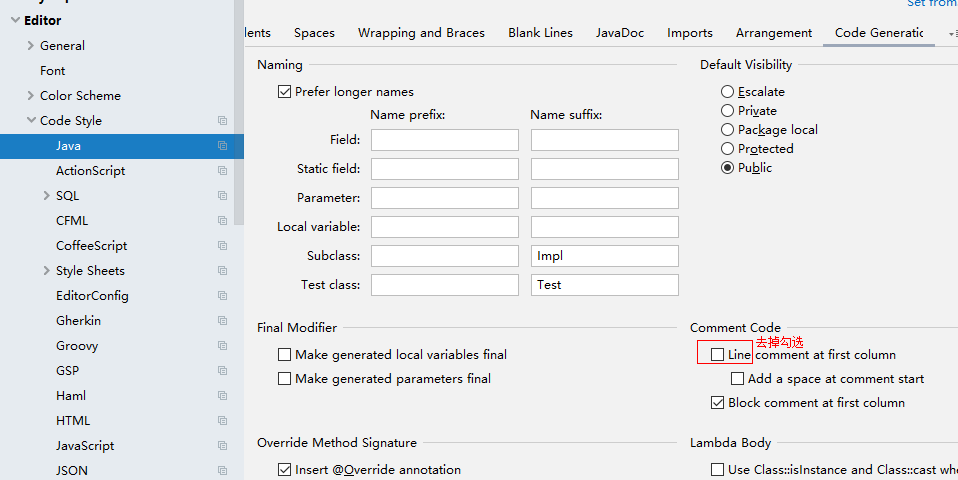 Set from
Editor
General
Font
Color Scheme
Code Style
Java
ActionScript
SQL
CFML
CoffeeScript
Style Sheets
EditorConfig
Gherkin
Groovy
GSP
Haml
HTML
JavaScript
JSON
lents Spaces Wrapping and Braces Blank Lines JavaDoc Imports Arrangement Code Generatic
Naming
Prefer longer names
Name prefix: Name suffix:
Field:
Static field:
Parameter:
Local variable:
Subclass: Impl
Test class: Test
Default Visibility
Escalate
Private
Package local
Protected
Public
Final Modifier
Make generated local variables final
Make generated parameters final
Comment Code
去掉勾选
Line comment at first column
Add a space at comment start
Block comment at first column
Override Method Signature
Insert @Override annotation
Lambda Body
Use Class::isInstance and Class::cast whe